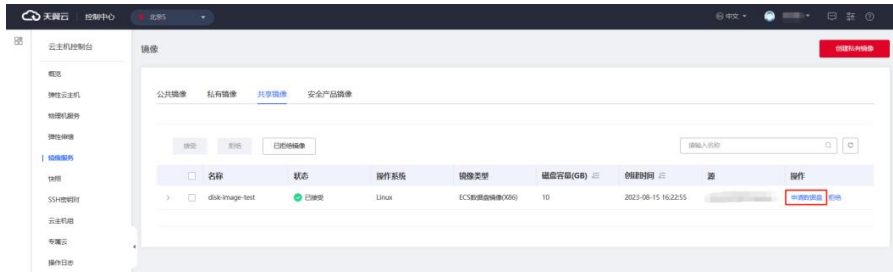 天翼云 控制中心 北京5 中文
云主机控制台
概览
弹性云主机
物理机服务
弹性伸缩
镜像服务
快照
SSH密钥对
云主机组
专属云
操作日志
镜像 创建私有镜像
公共镜像 私有镜像 共享镜像 安全产品镜像
接受 拒绝 已拒绝镜像 请输入名称
名称 状态 操作系统 镜像类型 磁盘容量(GB) 创建时间 源 操作
disk-image-test 已接受 Linux ECS数据盘镜像(X86) 10 2023-08-15 16:22:55 申请数据盘 拒绝